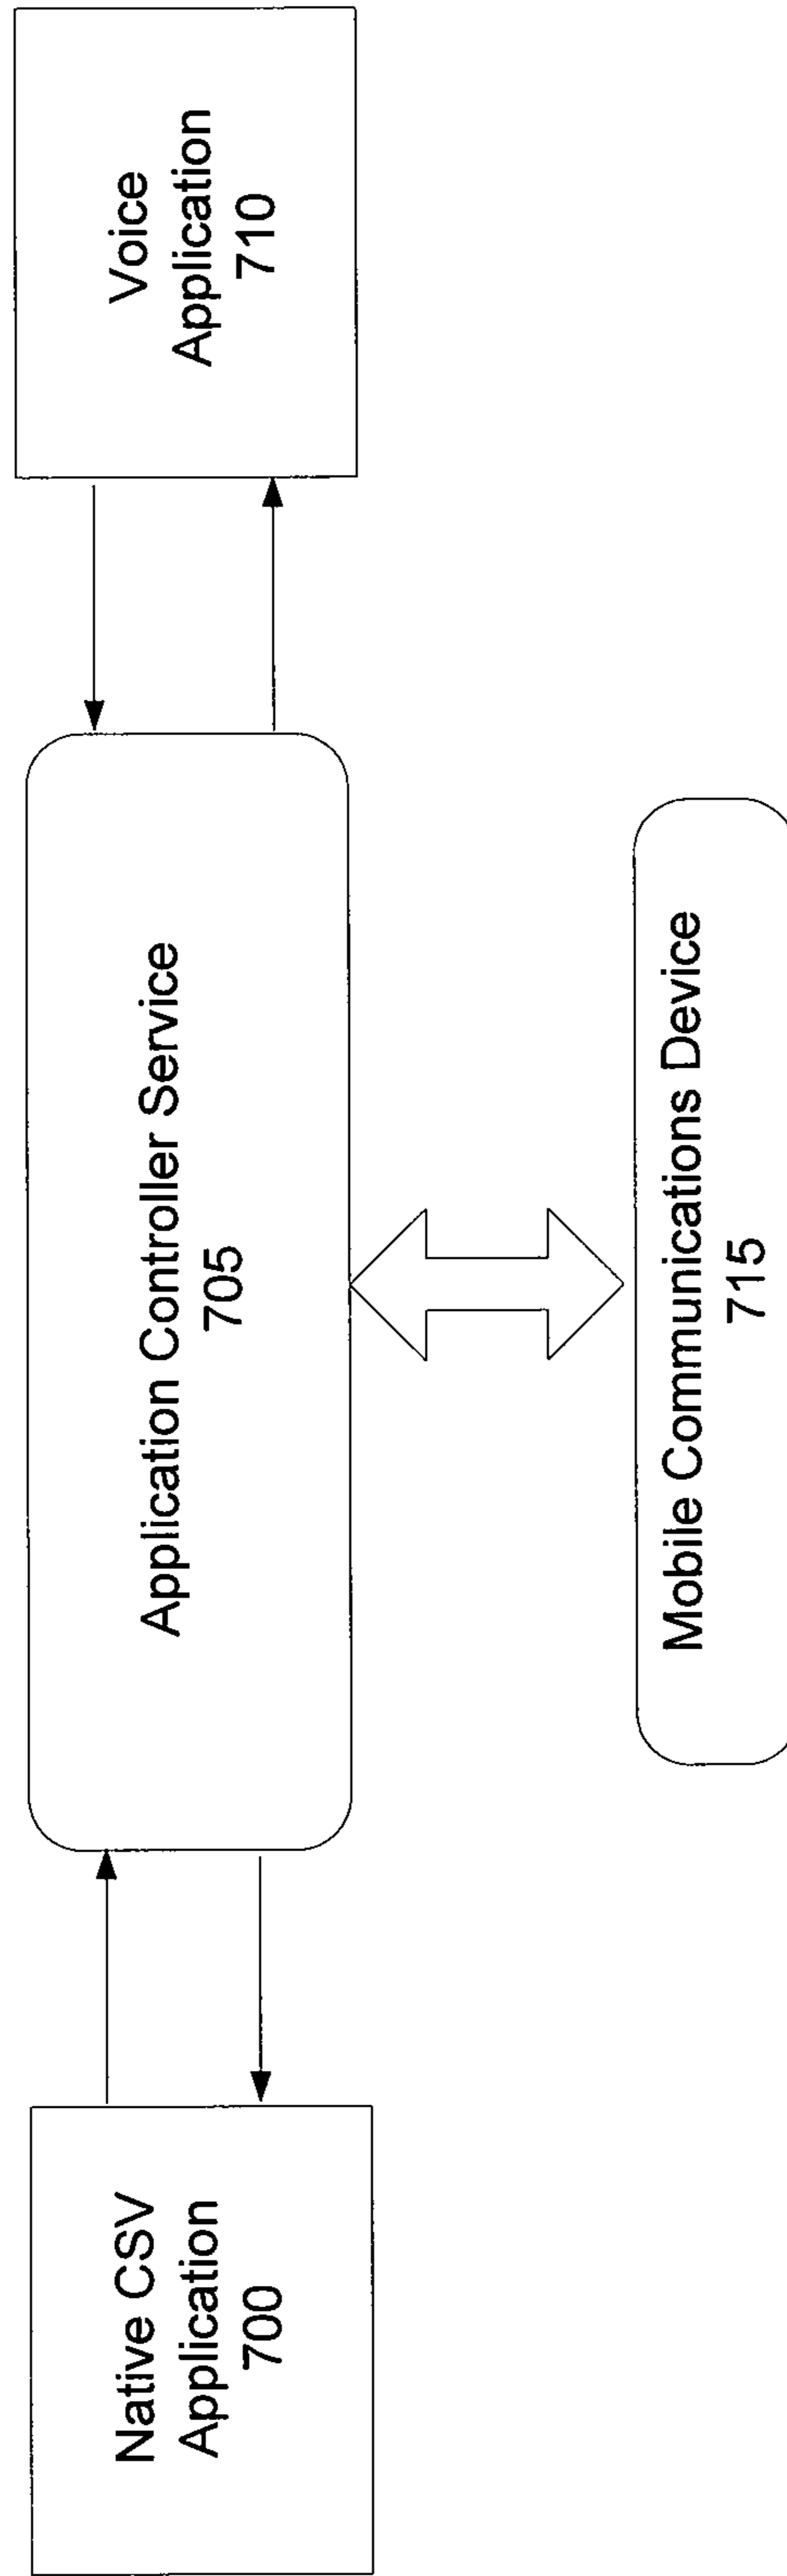 Native CSV
Application
700
Application Controller Service
705
Voice
Application
710
Mobile Communications Device
715